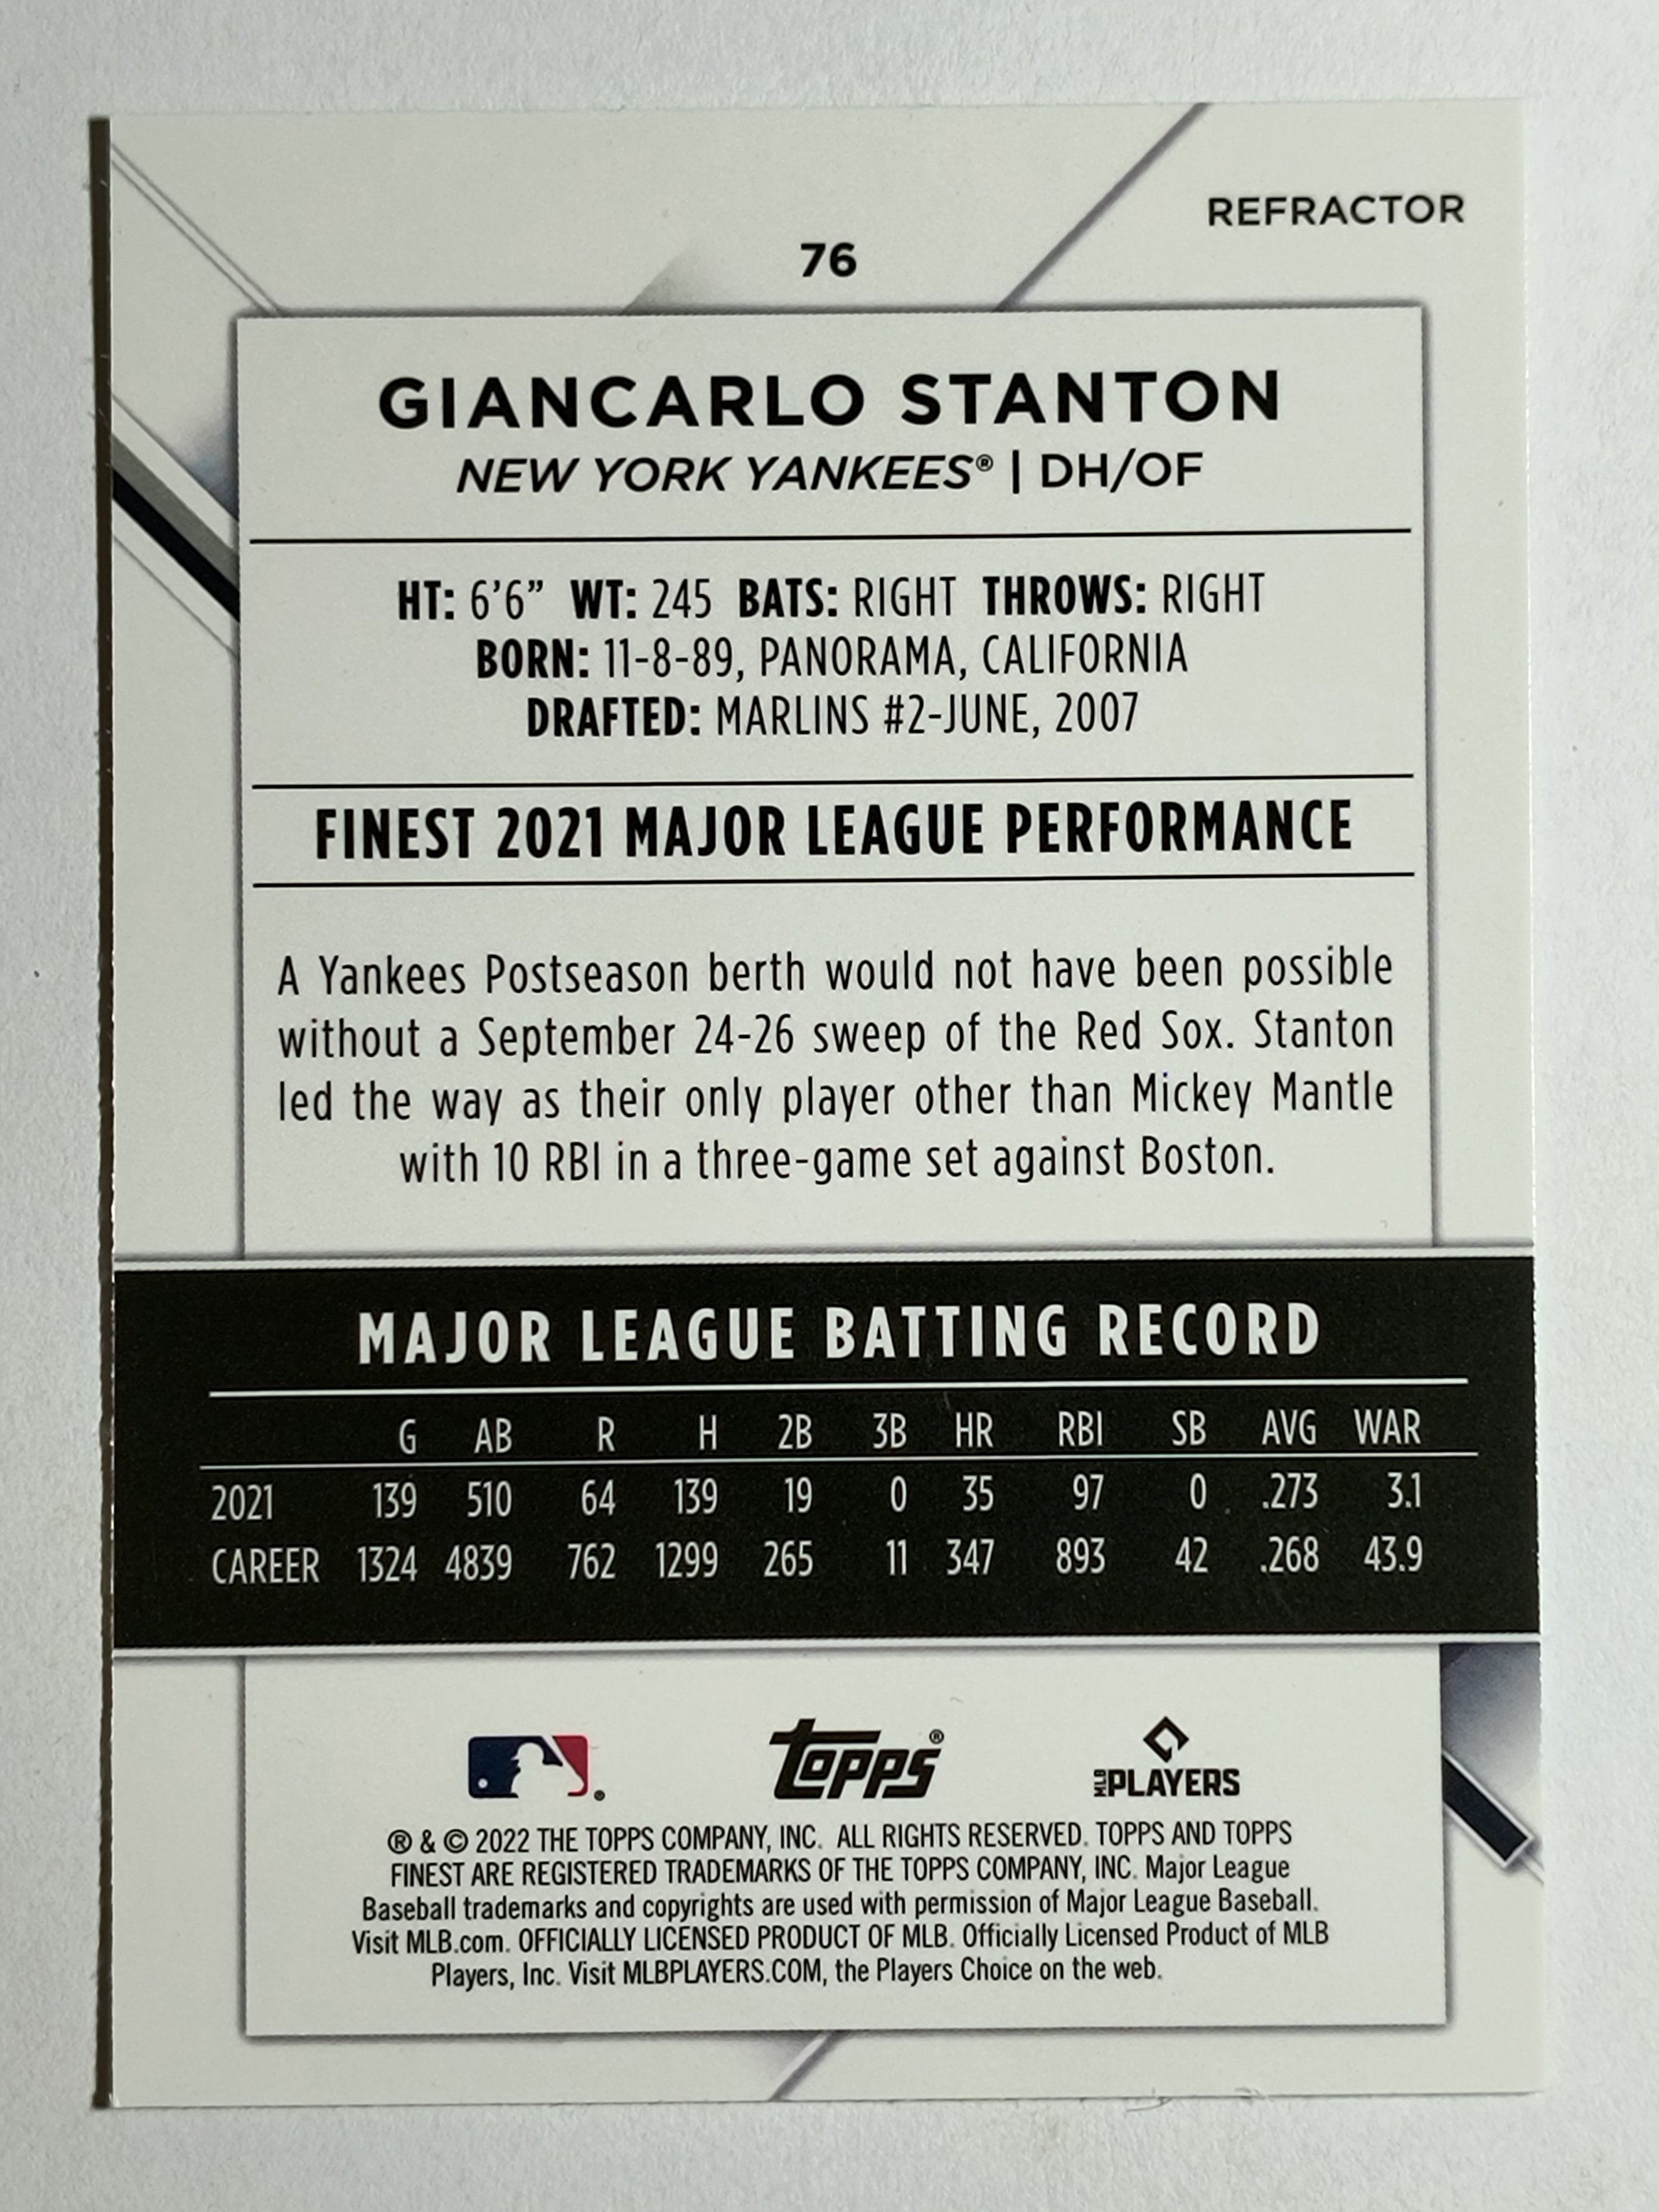 REFRACTOR
76
GIANCARLO STANTON
NEW YORK YANKEES® | DH/OF
HT: 6'6” WT: 245 BATS: RIGHT THROWS: RIGHT
BORN: 11-8-89, PANORAMA, CALIFORNIA
DRAFTED: MARLINS #2-JUNE, 2007
FINEST 2021 MAJOR LEAGUE PERFORMANCE
A Yankees Postseason berth would not have been possible
without a September 24-26 sweep of the Red Sox. Stanton
led the way as their only player other than Mickey Mantle
with 10 RBI in a three-game set against Boston.
MAJOR LEAGUE BATTING RECORD
G AB R H 2B 3B HR RBI SB AVG WAR
2021 139 510 64 139 19 0 35 97 0 .273 3.1
CAREER 1324 4839 762 1299 265 11 347 893 42 .268 43.9
® topps® MLB PLAYERS
® & © 2022 THE TOPPS COMPANY, INC. ALL RIGHTS RESERVED. TOPPS AND TOPPS
FINEST ARE REGISTERED TRADEMARKS OF THE TOPPS COMPANY, INC. Major League
Baseball trademarks and copyrights are used with permission of Major League Baseball.
Visit MLB.com. OFFICIALLY LICENSED PRODUCT OF MLB. Officially Licensed Product of MLB
Players, Inc. Visit MLBPLAYERS.COM, the Players Choice on the web.